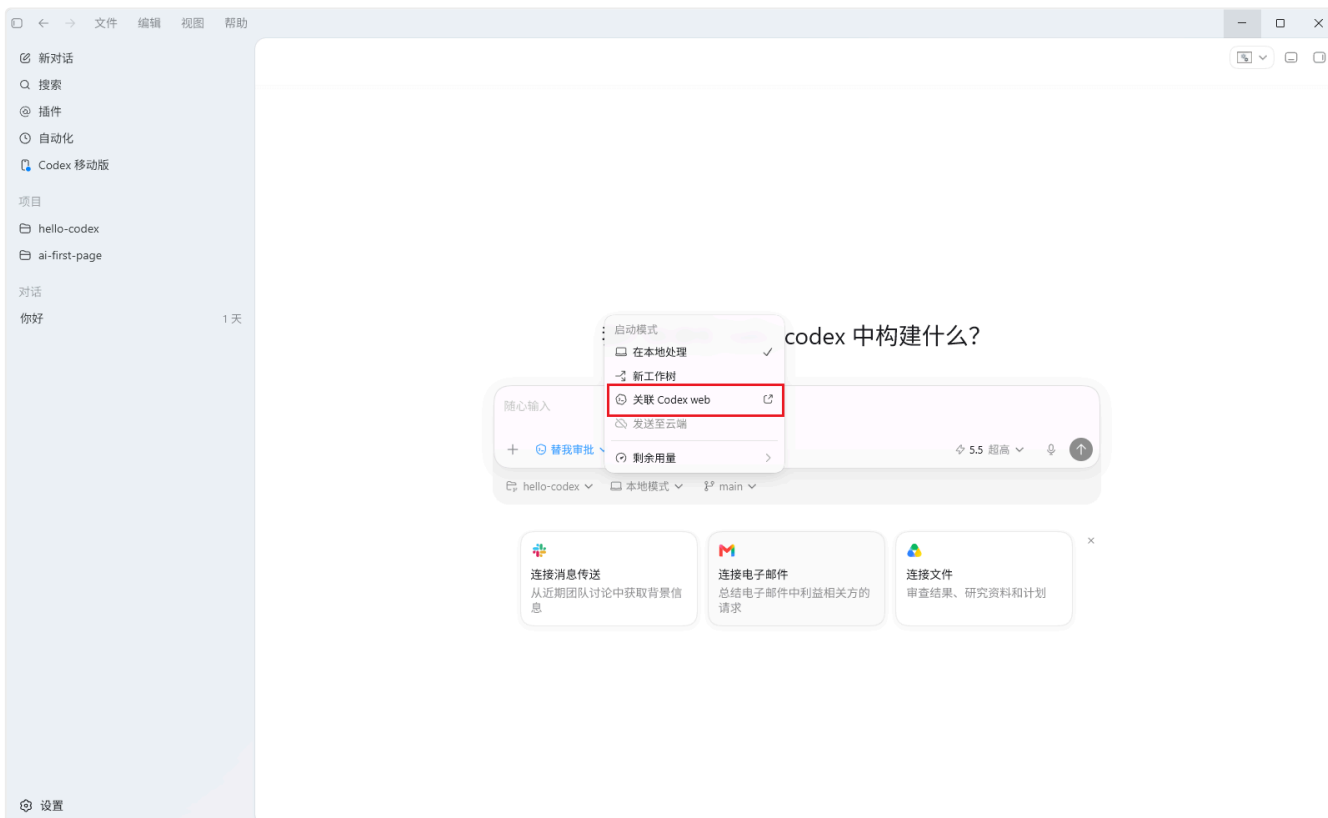 文件 编辑 视图 帮助
新对话
搜索
插件
自动化
Codex 移动版
项目
hello-codex
ai-first-page
对话
你好 1 天
codex 中构建什么？
启动模式
在本地处理
新工作树
关联 Codex web
发送至云端
剩余用量
随心输入
替我审批 5.5 超高
hello-codex 本地模式 main
连接消息传送
从近期团队讨论中获取背景信
息
连接电子邮件
总结电子邮件中利益相关方的
请求
连接文件
审查结果、研究资料和计划
设置